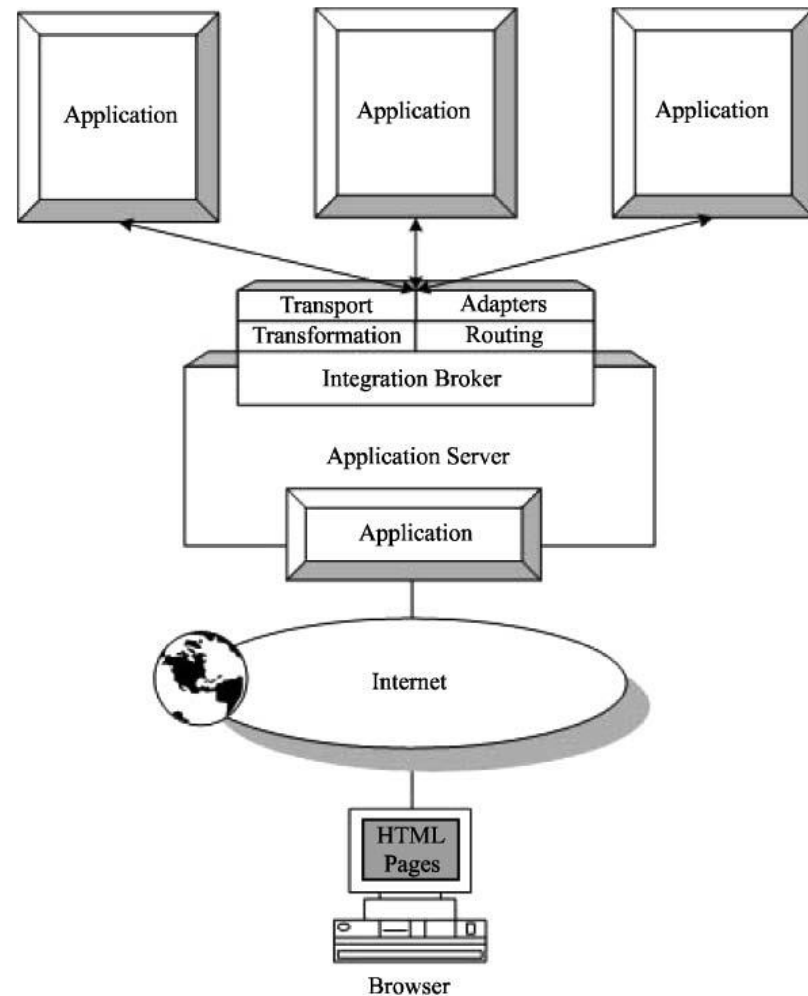 Application
Application
Application
Transport
Adapters
Transformation
Routing
Integration Broker
Application Server
Application
Internet
HTML
Pages
Browser